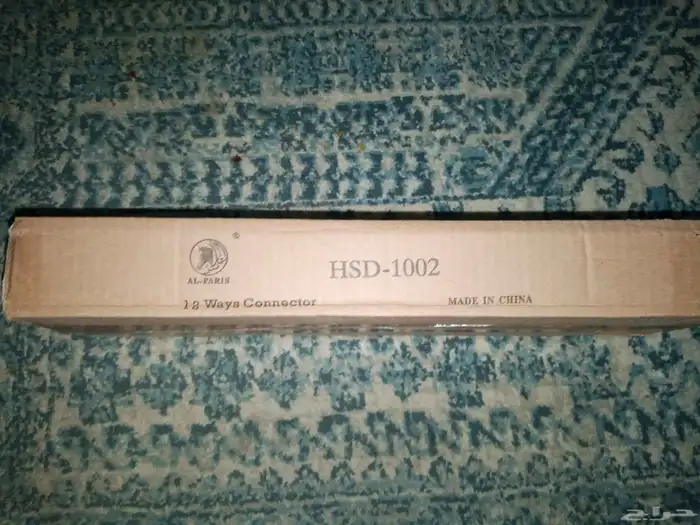 ®
AL-FARIS
HSD-1002
12 Ways Connector
MADE IN CHINA
حراج